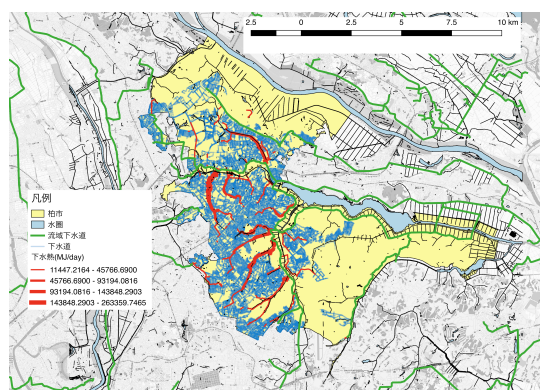 2.5 0 2.5 5 7.5 10 km
凡例
柏市
水圏
流域下水道
下水道
下水熱(MJ/day)
11447.2164 - 45766.6900
45766.6900 - 93194.0816
93194.0816 - 143848.2903
143848.2903 - 263359.7465